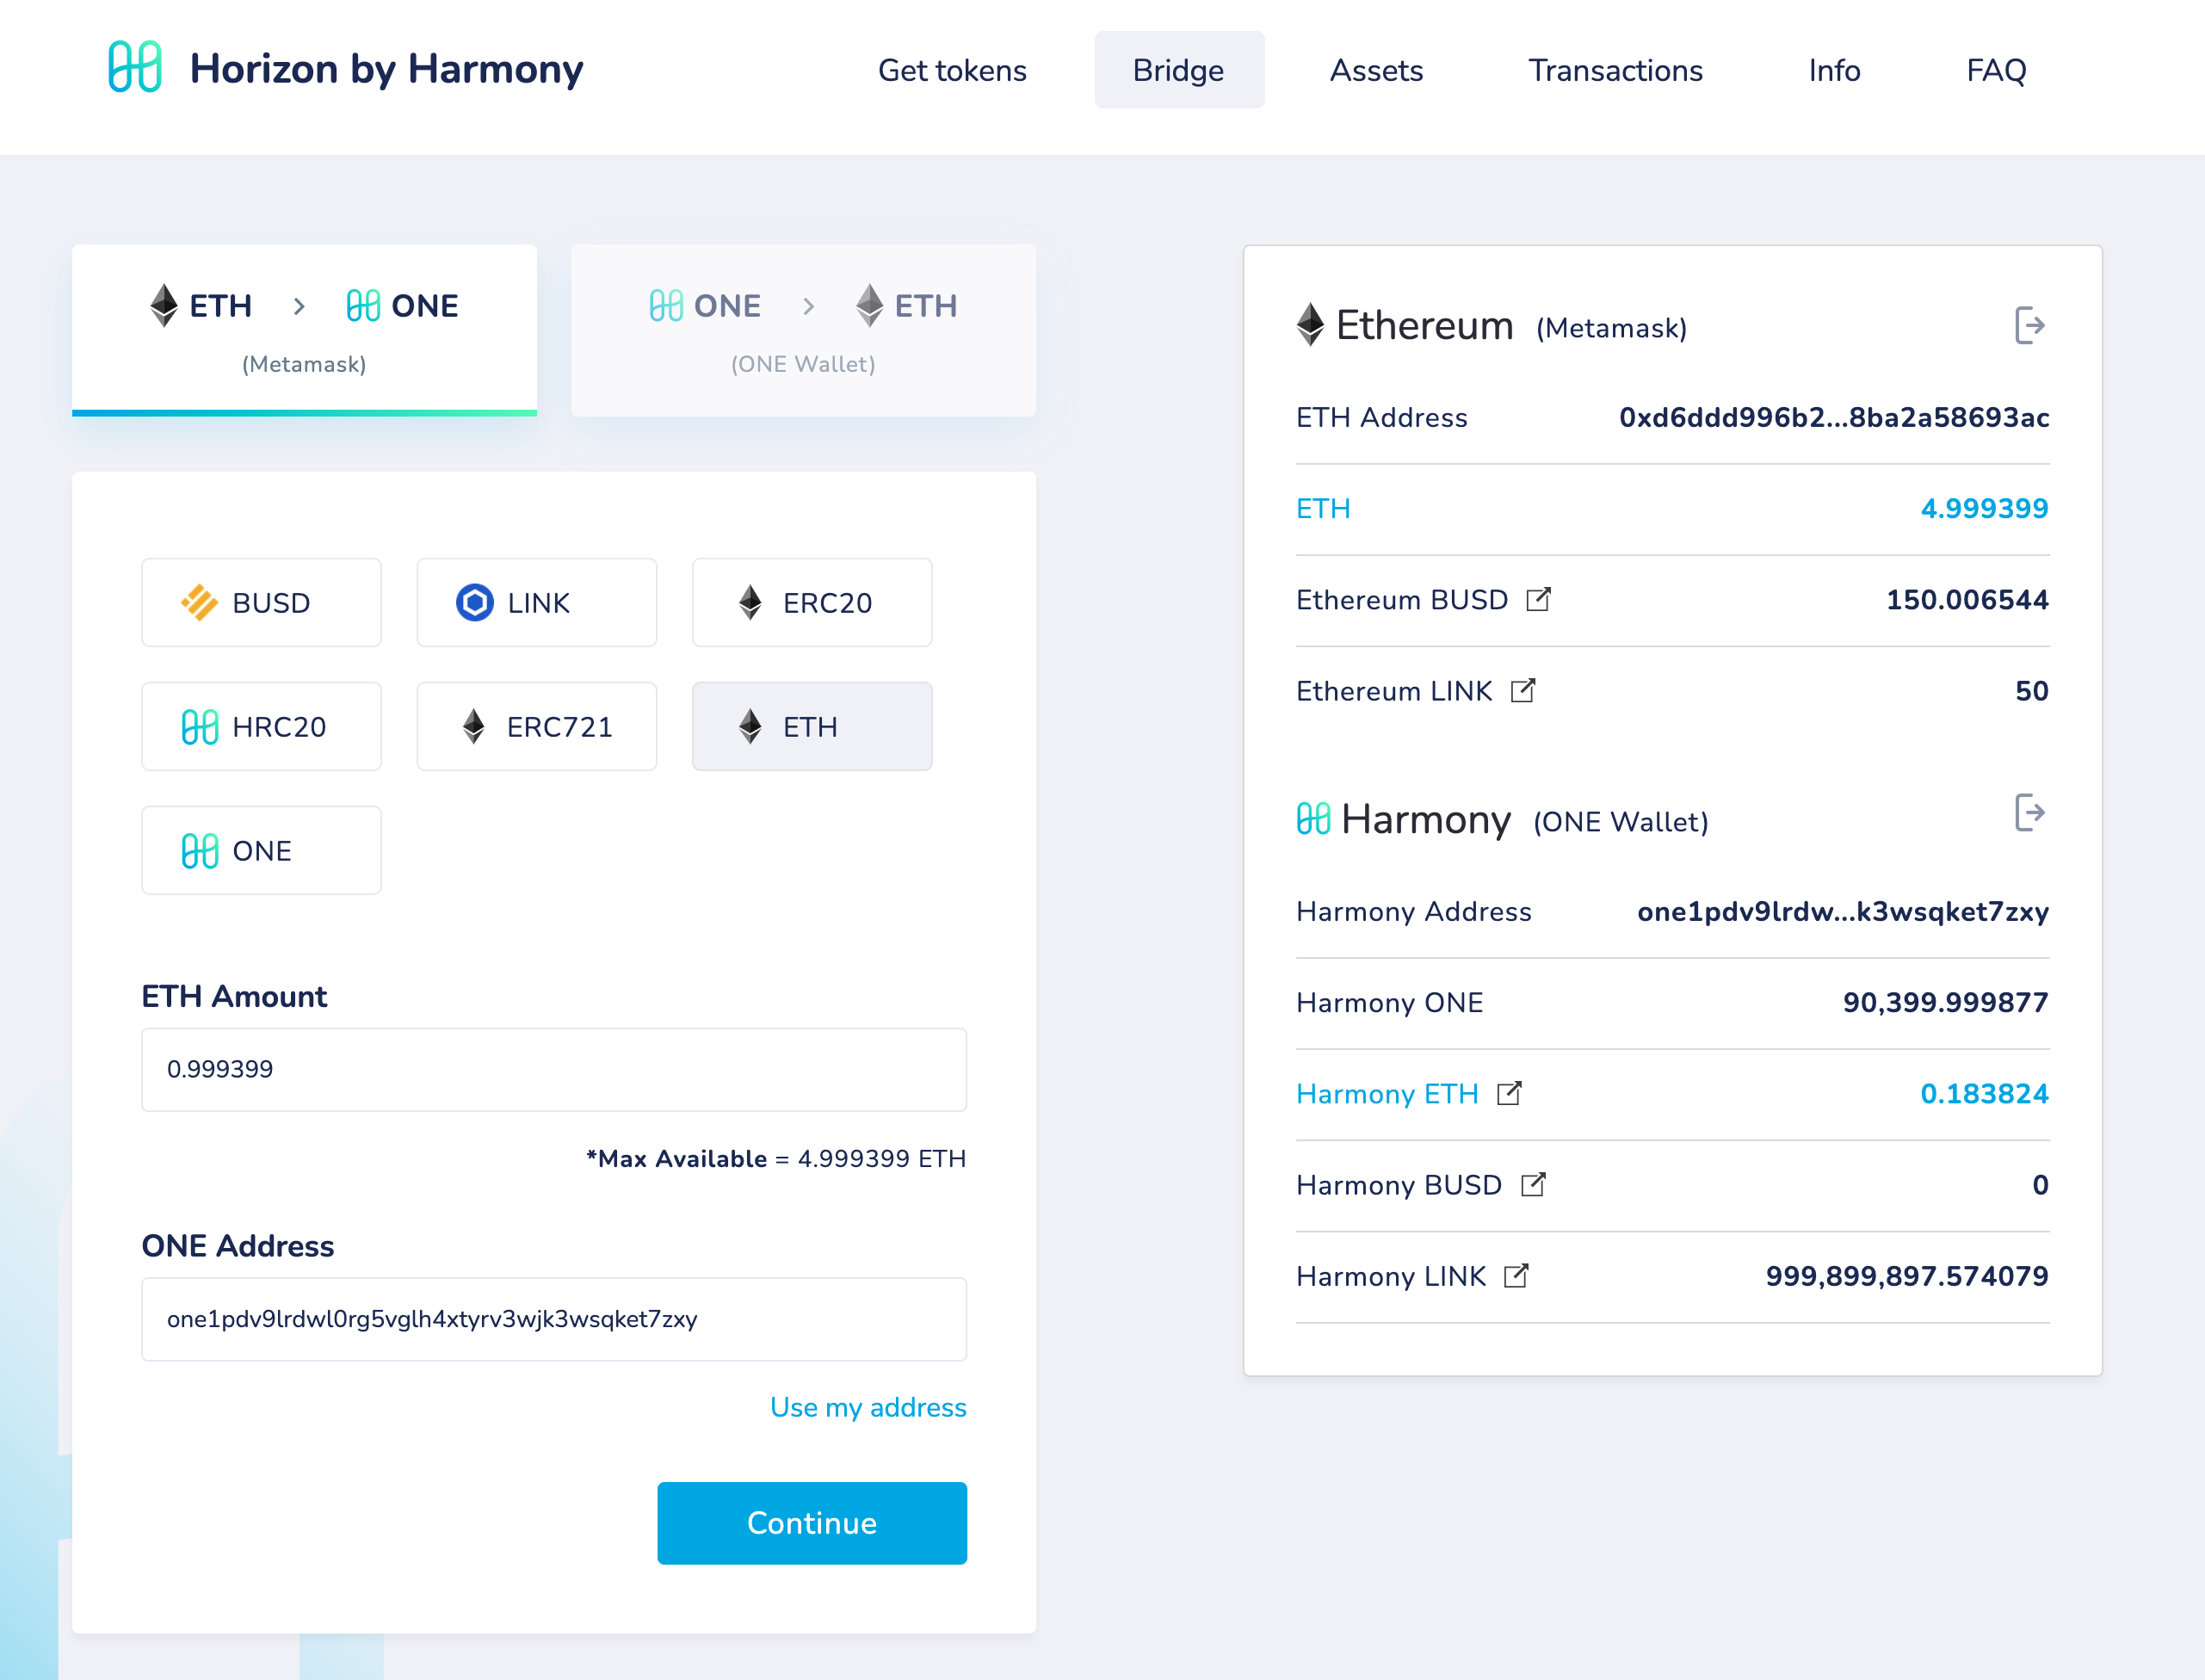 Horizon by Harmony
Get tokens
Bridge
Assets
Transactions
Info
FAQ
ETH > ONE
(Metamask)
ONE > ETH
(ONE Wallet)
BUSD
LINK
ERC20
HRC20
ERC721
ETH
ONE
ETH Amount
0.999399
*Max Available = 4.999399 ETH
ONE Address
one1pdv9lrdwl0rg5vglh4xtyrv3wjk3wsqket7zxy
Use my address
Continue
Ethereum (Metamask)
ETH Address 0xd6ddd996b2...8ba2a58693ac
ETH 4.999399
Ethereum BUSD 150.006544
Ethereum LINK 50
Harmony (ONE Wallet)
Harmony Address one1pdv9lrdw...k3wsqket7zxy
Harmony ONE 90,399.999877
Harmony ETH 0.183824
Harmony BUSD 0
Harmony LINK 999,899,897.574079